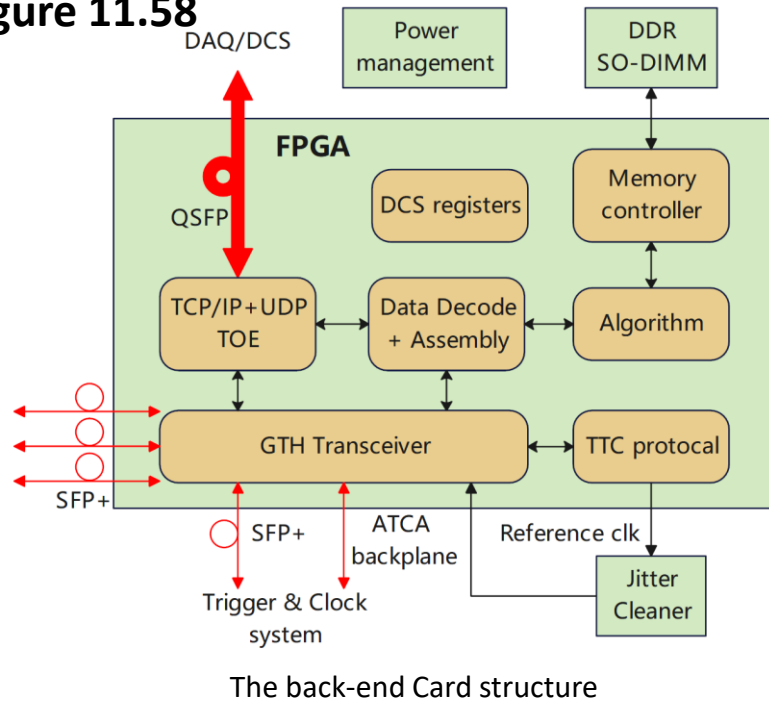 gure 11.58
DAQ/DCS
Power
management
DDR
SO-DIMM
FPGA
QSFP
DCS registers
Memory
controller
TCP/IP+UDP
TOE
Data Decode
+ Assembly
Algorithm
GTH Transceiver
TTC protocal
SFP+
SFP+
ATCA
backplane
Reference clk
Trigger & Clock
system
Jitter
Cleaner
The back-end Card structure